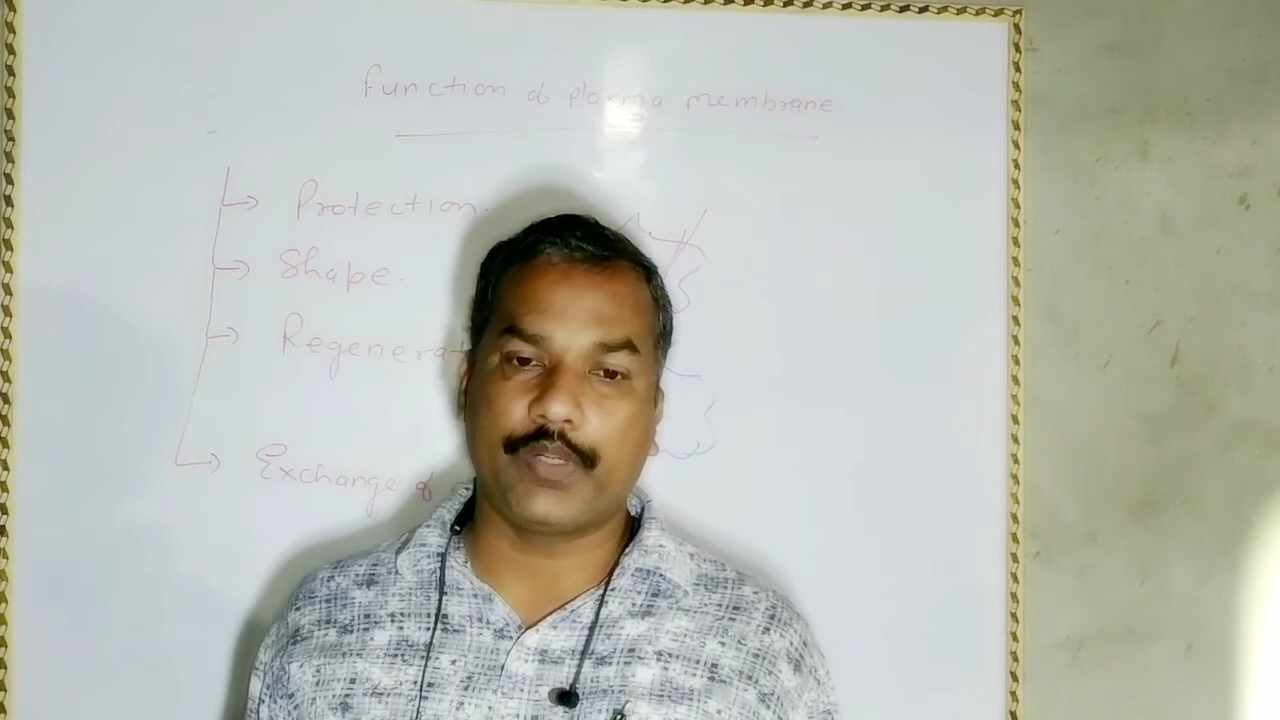 Function of plasma membrane.
Protection.
Shape.
Regenerat
Exchange of